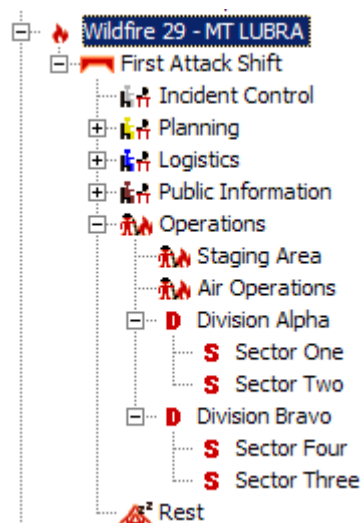 Wildfire 29 - MT LUBRA
First Attack Shift
Incident Control
Planning
Logistics
Public Information
Operations
Staging Area
Air Operations
D Division Alpha
S Sector One
S Sector Two
D Division Bravo
S Sector Four
S Sector Three
zz Rest